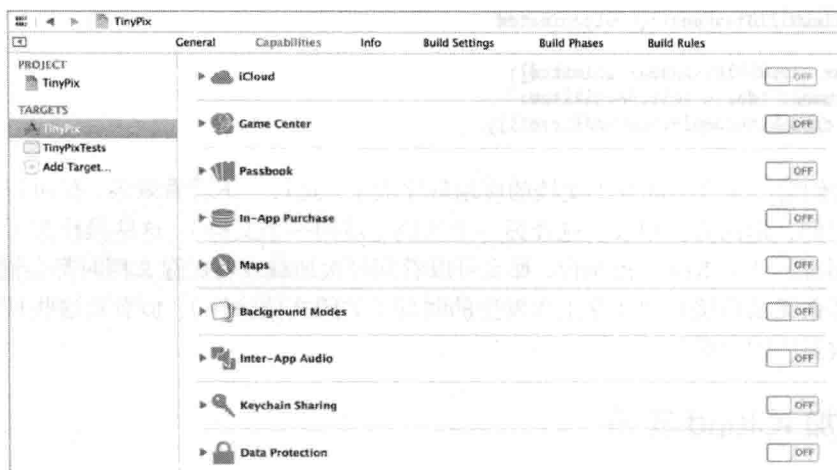 TinyPix
General Capabilities Info Build Settings Build Phases Build Rules
PROJECT
TinyPix
TARGETS
TinyPix
TinyPixTests
Add Target...
iCloud OFF
Game Center OFF
Passbook OFF
In-App Purchase OFF
Maps OFF
Background Modes OFF
Inter-App Audio OFF
Keychain Sharing OFF
Data Protection OFF